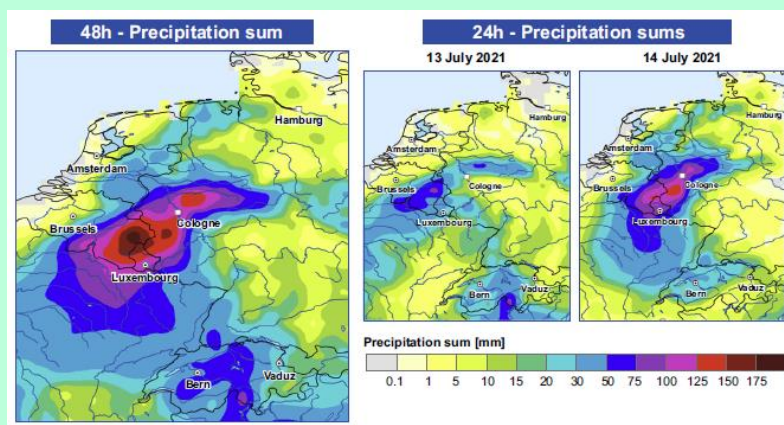 48h - Precipitation sum
24h - Precipitation sums
13 July 2021
14 July 2021
Hamburg
Amsterdam
Brussels
Cologne
Luxembourg
Bern
Vaduz
Hamburg
Amsterdam
Brussels
Cologne
Luxembourg
Bern
Vaduz
Hamburg
Amsterdam
Brussels
Cologne
Luxembourg
Bern
Vaduz
Precipitation sum [mm]
0.1 1 5 10 15 20 30 50 75 100 125 150 175